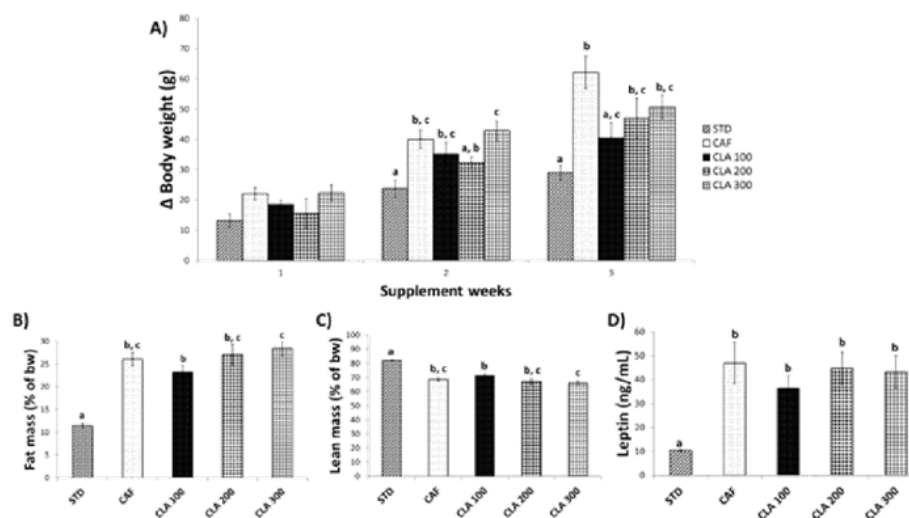 A)
Δ Body weight (g)
80
70
60
50
40
30
20
10
0
a
b, c
b, c
a, b
c
a
b
a, c
b, c
b, c
1
2
3
Supplement weeks
STD
CAF
CLA 100
CLA 200
CLA 300
B)
Fat mass (% of bw)
35
25
15
5
a
b, c
b
b, c
c
STD
CAF
CLA 100
CLA 200
CLA 300
C)
Lean mass (% of bw)
100
90
80
70
60
50
40
30
20
10
0
a
b, c
b
b, c
c
STD
CAF
CLA 100
CLA 200
CLA 300
D)
Leptin (ng/mL)
60
50
40
30
20
10
0
a
b
b
b
b
STD
CAF
CLA 100
CLA 200
CLA 300